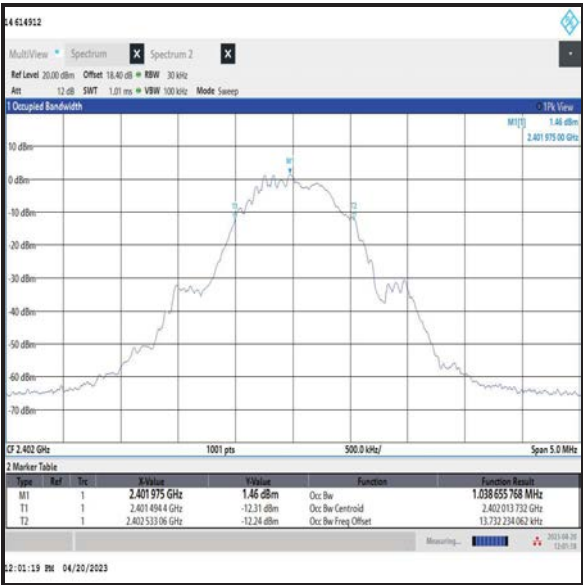 14 614912
MultiView Spectrum X Spectrum 2 X
Ref Level 20.00 dBm Offset 18.40 dB RBW 30 kHz
Att 12 dB SWT 1.01 ms VBW 100 kHz Mode Sweep
1 Occupied Bandwidth 1Pk View
M1[1] 1.46 dBm
2.401 975 00 GHz
10 dBm
M1
0 dBm
T1 T2
-10 dBm
-20 dBm
-30 dBm
-40 dBm
-50 dBm
-60 dBm
-70 dBm
CF 2.402 GHz 1001 pts 500.0 kHz/ Span 5.0 MHz
2 Marker Table
Type Ref Trc X-Value Y-Value Function Function Result
M1 1 2.401 975 GHz 1.46 dBm Occ Bw 1.038 655 768 MHz
T1 1 2.401 494 4 GHz -12.31 dBm Occ Bw Centroid 2.402 013 732 GHz
T2 1 2.402 533 06 GHz -12.24 dBm Occ Bw Freq Offset 13.732 234 062 kHz
Measuring... 2023-04-20
12:01:18
12:01:19 PM 04/20/2023